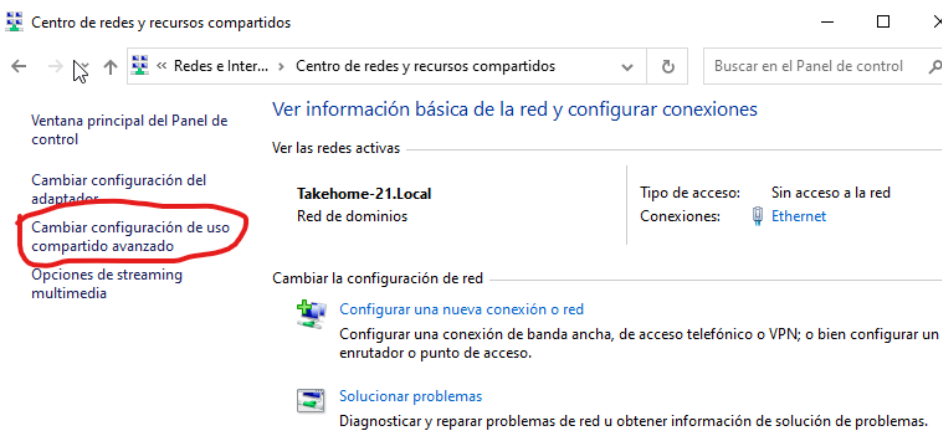 Centro de redes y recursos compartidos
« Redes e Inter... › Centro de redes y recursos compartidos
Buscar en el Panel de control
Ventana principal del Panel de
control
Cambiar configuración del
adaptador
Cambiar configuración de uso
compartido avanzado
Opciones de streaming
multimedia
Ver información básica de la red y configurar conexiones
Ver las redes activas
Takehome-21.Local
Red de dominios
Tipo de acceso: Sin acceso a la red
Conexiones: Ethernet
Cambiar la configuración de red
Configurar una nueva conexión o red
Configurar una conexión de banda ancha, de acceso telefónico o VPN; o bien configurar un
enrutador o punto de acceso.
Solucionar problemas
Diagnosticar y reparar problemas de red u obtener información de solución de problemas.